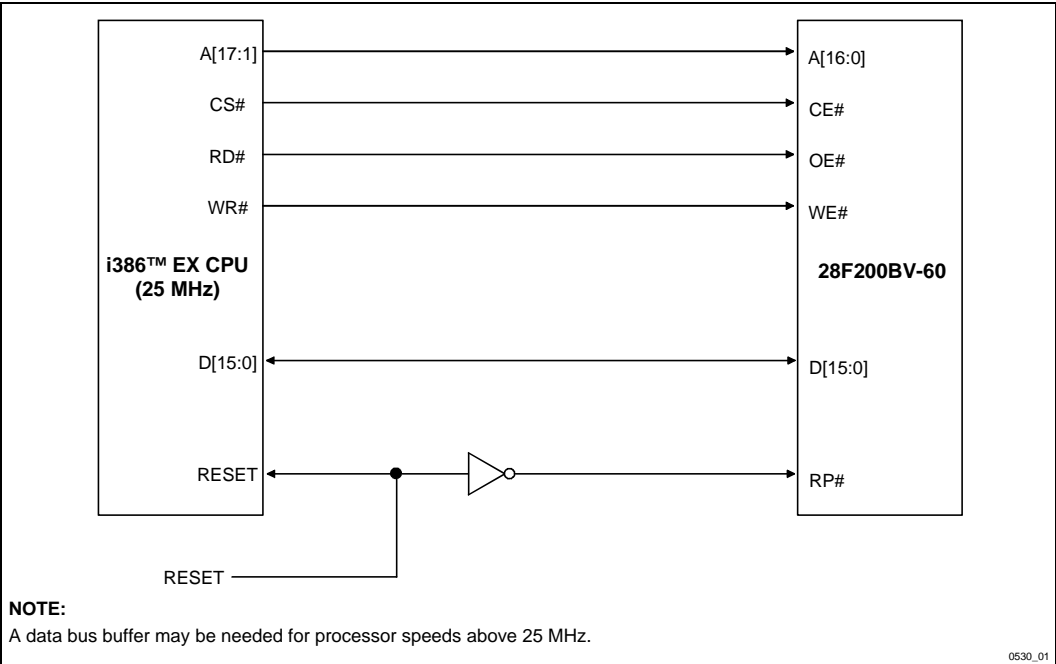 A[17:1]
A[16:0]
CS#
CE#
RD#
OE#
WR#
WE#
i386™ EX CPU
(25 MHz)
28F200BV-60
D[15:0]
D[15:0]
RESET
RP#
RESET
NOTE:
A data bus buffer may be needed for processor speeds above 25 MHz.
0530_01